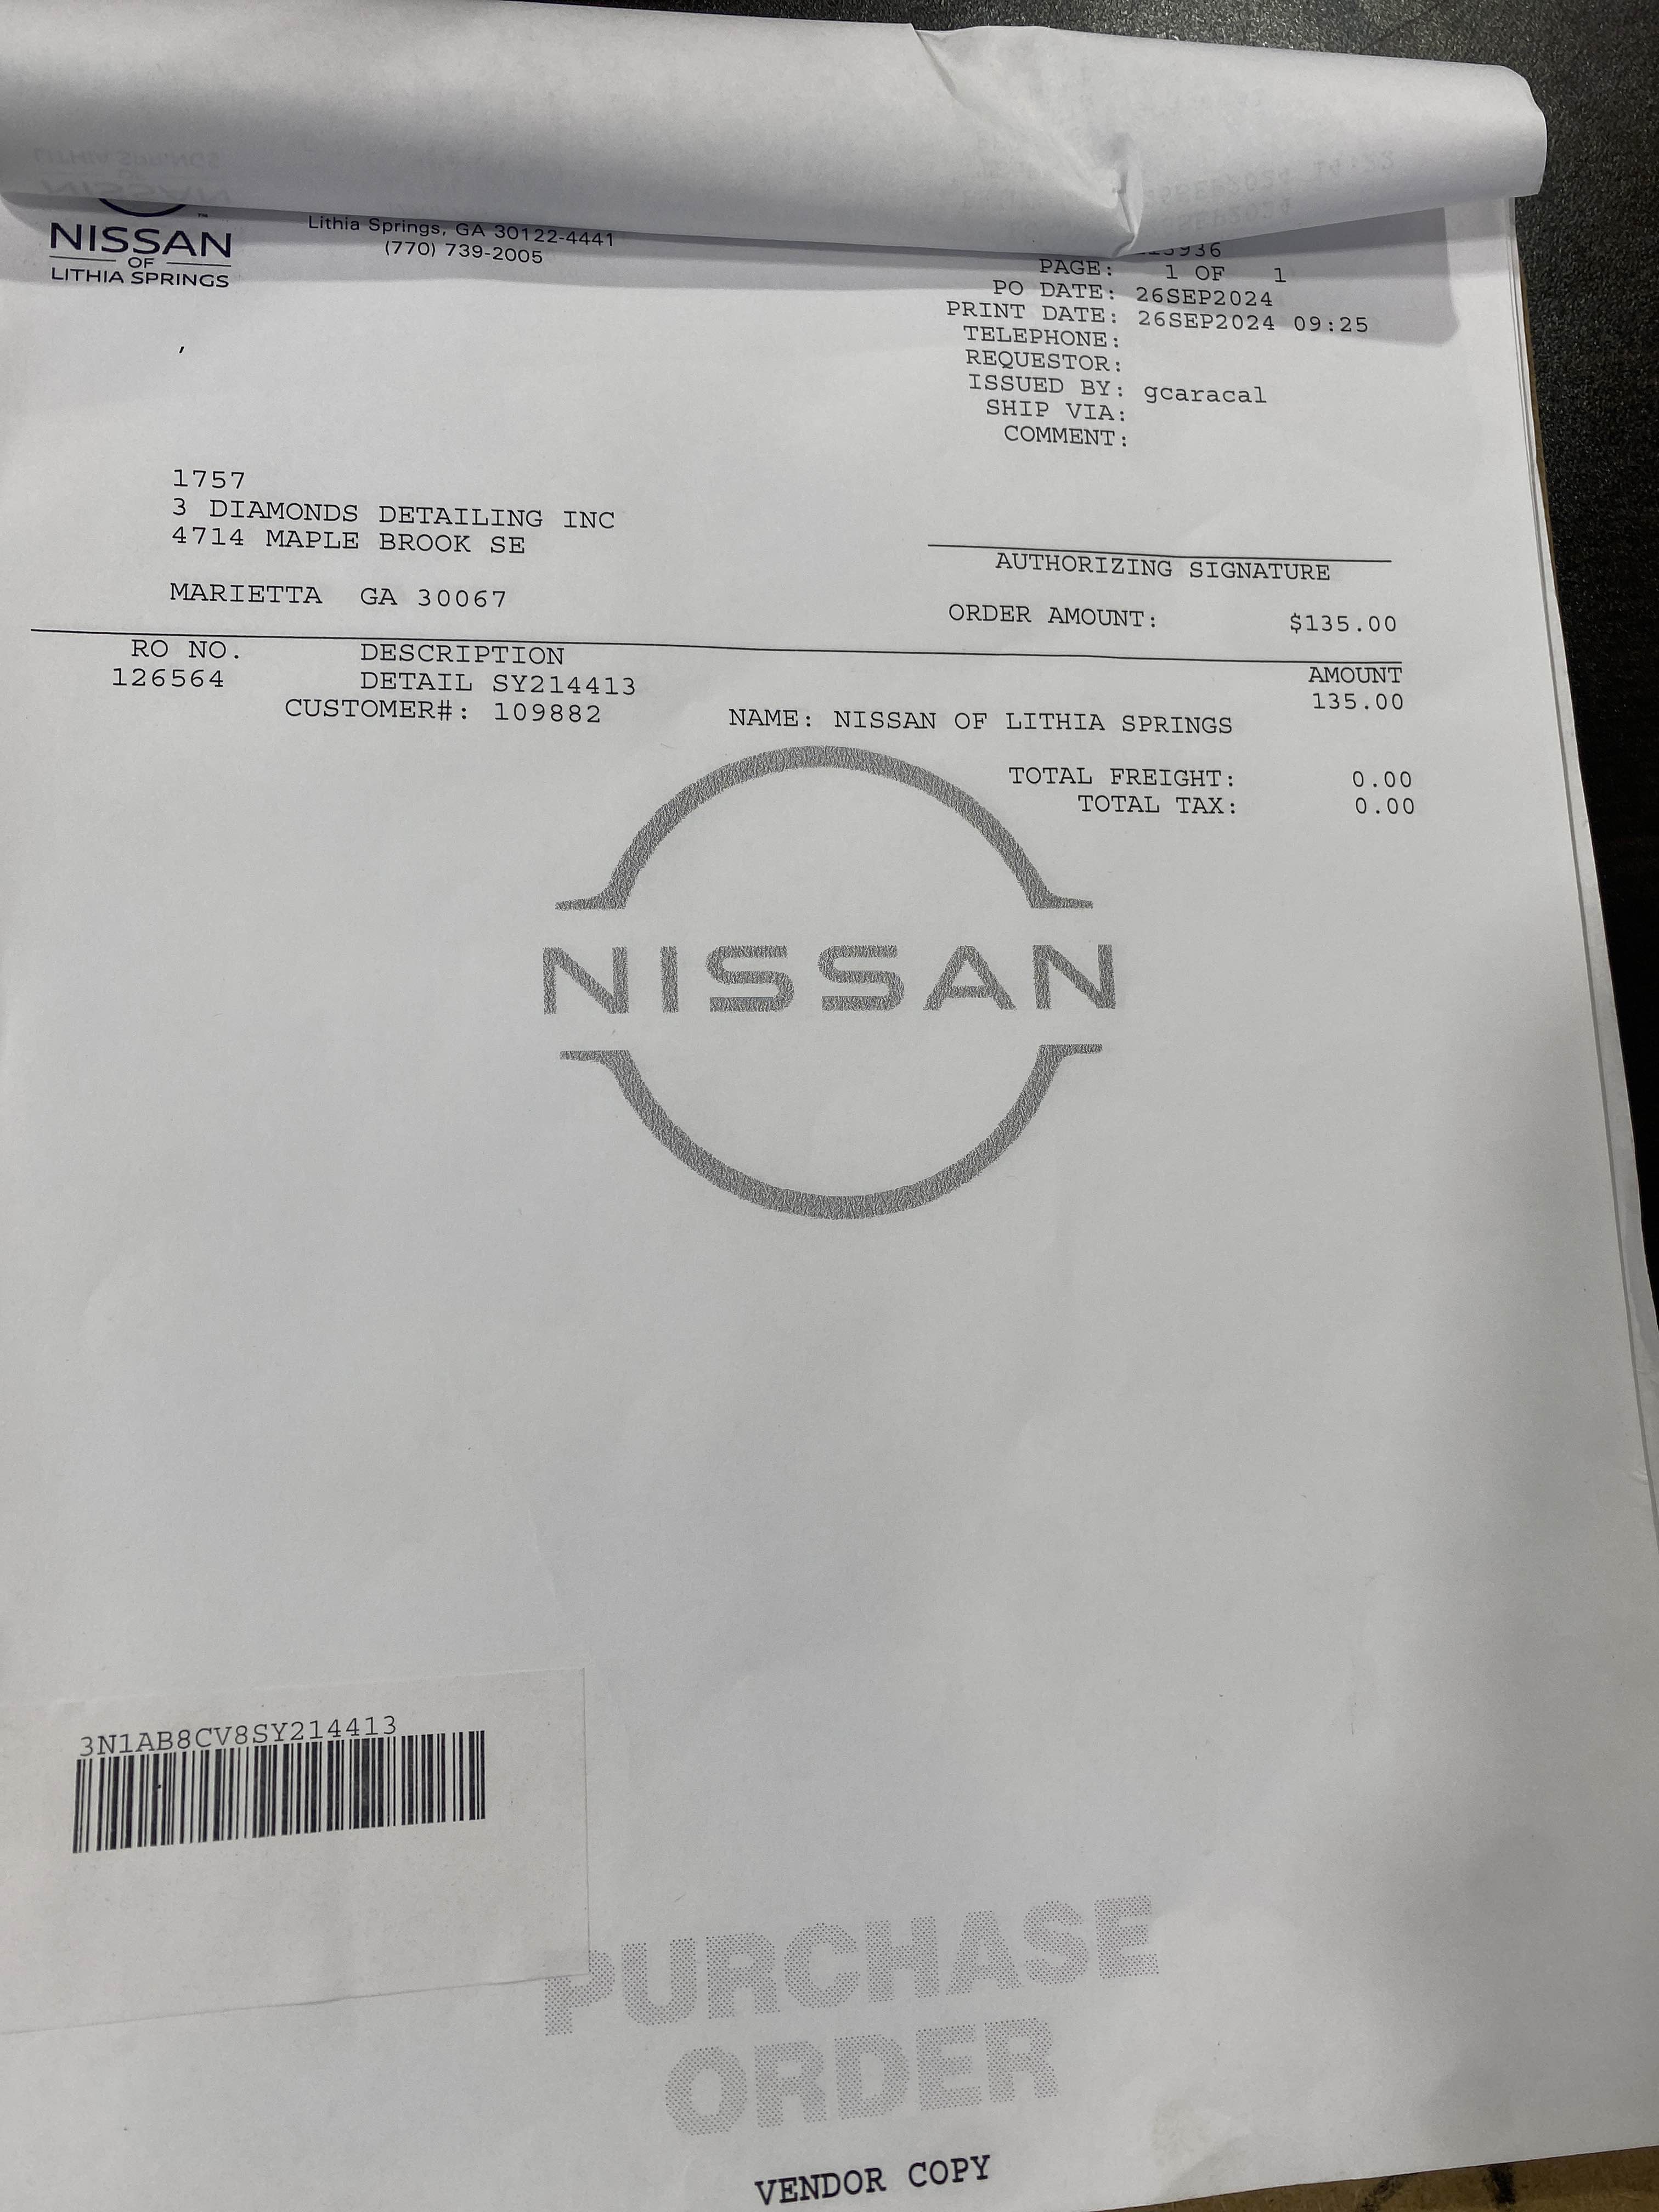 NISSAN
OF
LITHIA SPRINGS
Lithia Springs, GA 30122-4441
(770) 739-2005
PAGE: 1 OF 1
PO DATE: 26SEP2024
PRINT DATE: 26SEP2024 09:25
TELEPHONE:
REQUESTOR:
ISSUED BY: gcaracal
SHIP VIA:
COMMENT:
,
1757
3 DIAMONDS DETAILING INC
4714 MAPLE BROOK SE
MARIETTA GA 30067
AUTHORIZING SIGNATURE
ORDER AMOUNT: $135.00
RO NO. DESCRIPTION AMOUNT
126564 DETAIL SY214413 135.00
CUSTOMER#: 109882 NAME: NISSAN OF LITHIA SPRINGS
TOTAL FREIGHT: 0.00
TOTAL TAX: 0.00
NISSAN
3N1AB8CV8SY214413
PURCHASE
ORDER
VENDOR COPY